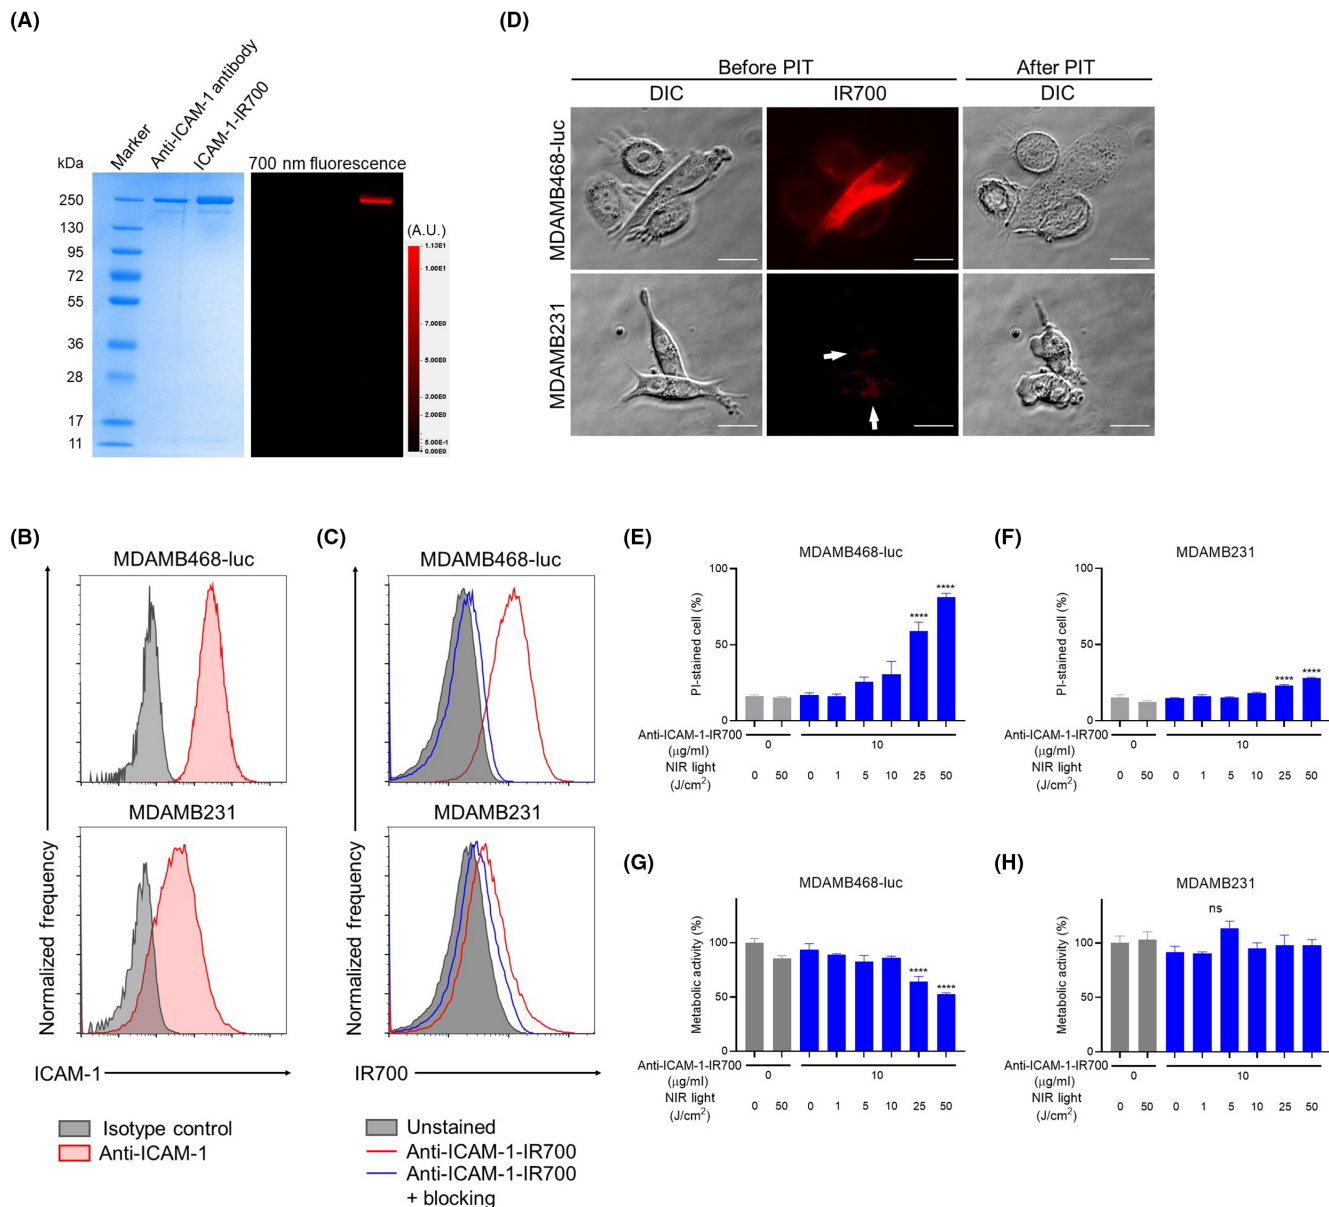 (A)
Marker
Anti-ICAM-1 antibody
ICAM-1-IR700
kDa
700 nm fluorescence
250
130
95
72
55
36
28
17
11
(A.U.)
1.13E1
1.00E1
7.00E0
5.00E0
3.00E0
2.00E0
5.00E-1
0.00E0
(D)
Before PIT
After PIT
DIC
IR700
DIC
MDAMB468-luc
MDAMB231
(B)
MDAMB468-luc
MDAMB231
Normalized frequency
ICAM-1
Isotype control
Anti-ICAM-1
(C)
MDAMB468-luc
MDAMB231
Normalized frequency
IR700
Unstained
Anti-ICAM-1-IR700
Anti-ICAM-1-IR700
+ blocking
(E)
MDAMB468-luc
PI-stained cell (%)
100
50
0
****
****
Anti-ICAM-1-IR700
(μg/ml)
0
10
NIR light
(J/cm²)
0 50 0 1 5 10 25 50
(F)
MDAMB231
PI-stained cell (%)
100
50
0
****
****
Anti-ICAM-1-IR700
(μg/ml)
0
10
NIR light
(J/cm²)
0 50 0 1 5 10 25 50
(G)
MDAMB468-luc
Metabolic activity (%)
100
50
0
****
****
Anti-ICAM-1-IR700
(μg/ml)
0
10
NIR light
(J/cm²)
0 50 0 1 5 10 25 50
(H)
MDAMB231
Metabolic activity (%)
100
50
0
ns
Anti-ICAM-1-IR700
(μg/ml)
0
10
NIR light
(J/cm²)
0 50 0 1 5 10 25 50